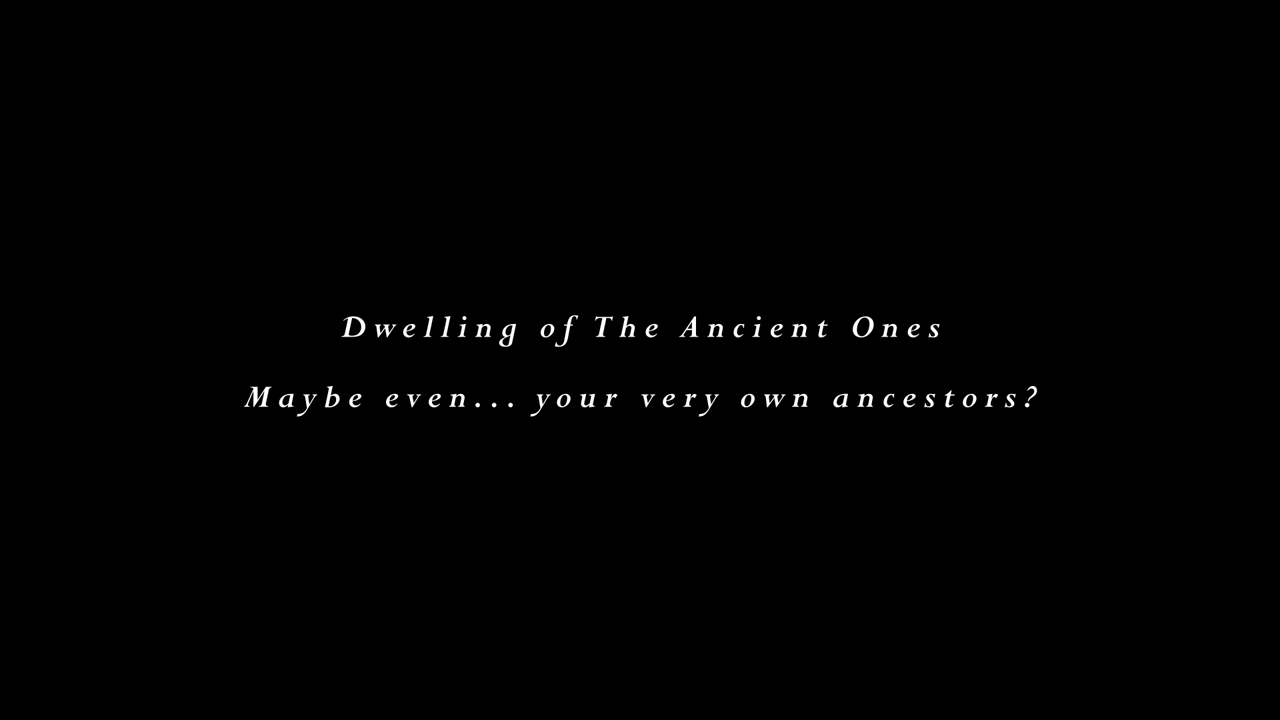 Dwelling of The Ancient Ones
Maybe even... your very own ancestors?